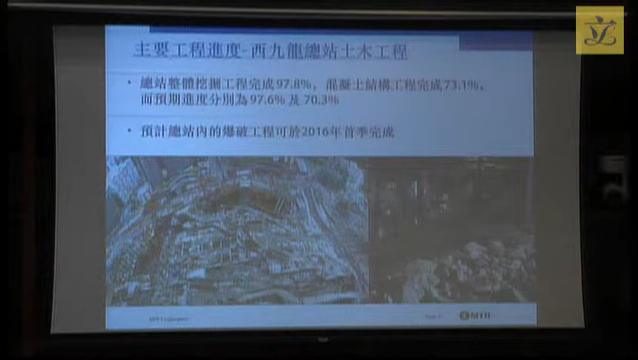 主要工程進度-西九龍總站土木工程
• 總站整體挖掘工程完成97.8%，混凝土結構工程完成73.1%，
而預期進度分別為97.6% 及 70.3%
• 預計總站內的爆破工程可於2016年首季完成
MTR Corporation
MTR